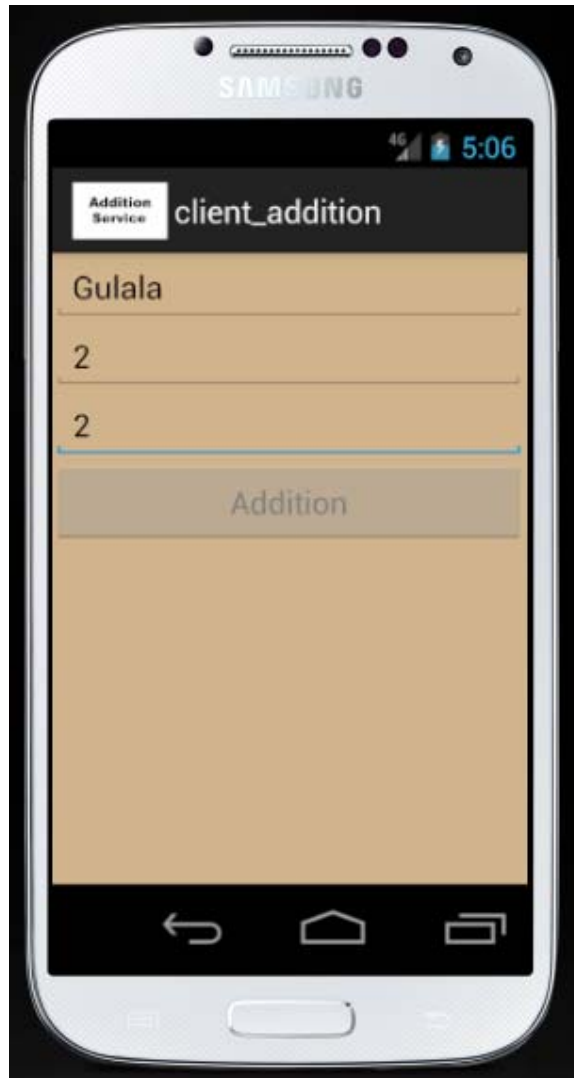 SAMSUNG
4G 5:06
Addition
Service
client_addition
Gulala
2
2
Addition